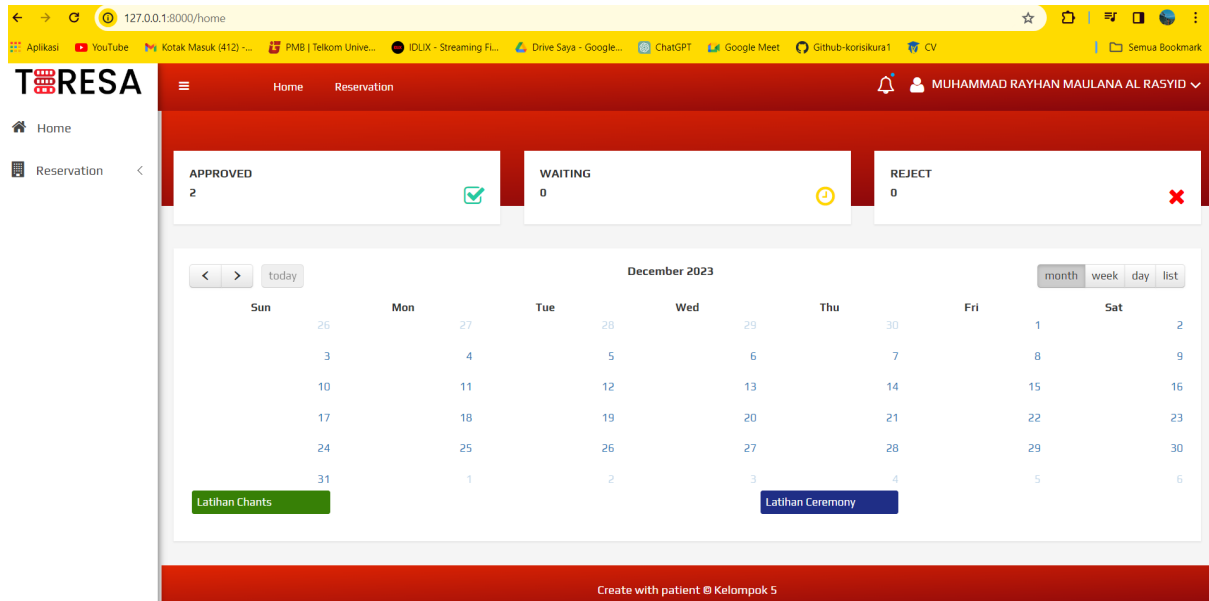 127.0.0.1:8000/home
Aplikasi YouTube Kotak Masuk (412) -... PMB | Telkom Unive... IDLIX - Streaming Fi... Drive Saya - Google... ChatGPT Google Meet Github-korisikura1 CV Semua Bookmark
TERESA
Home Reservation MUHAMMAD RAYHAN MAULANA AL RASYID
Home
Reservation
APPROVED WAITING REJECT
2 0 0
today December 2023 month week day list
Sun Mon Tue Wed Thu Fri Sat
26 27 28 29 30 1 2
3 4 5 6 7 8 9
10 11 12 13 14 15 16
17 18 19 20 21 22 23
24 25 26 27 28 29 30
31 1 2 3 4 5 6
Latihan Chants Latihan Ceremony
Create with patient © Kelompok 5